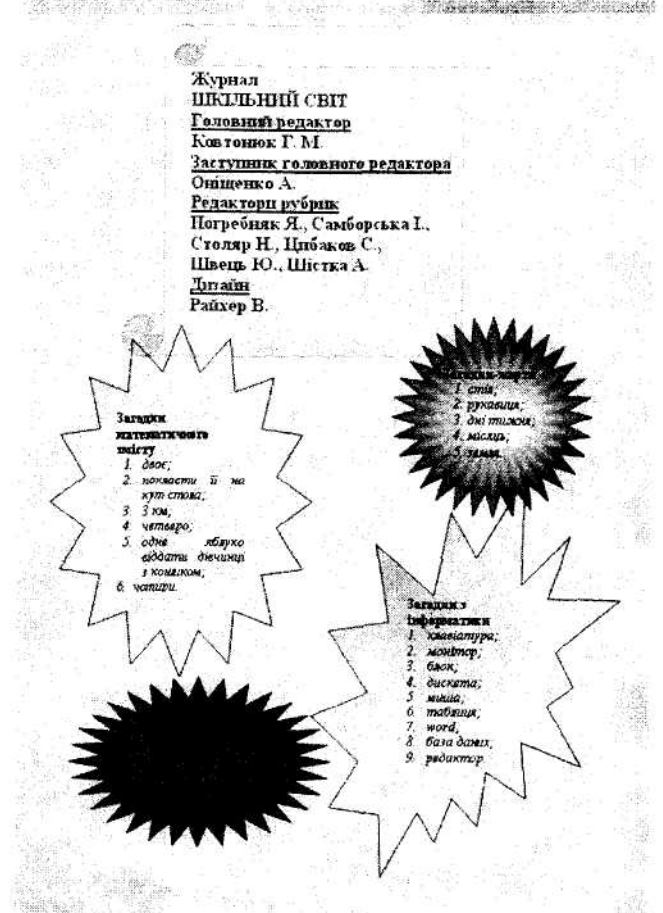 Журнал
ШКІЛЬНИЙ СВІТ
Головний редактор
Ковтонюк Г. М.
Заступник головного редактора
Оніщенко А.
Редактори рубрик
Погребняк Я., Самборська І.,
Столяр Н., Цибаков С.,
Швець Ю., Шістка А.
Дизайн
Райхер В.
Загадки
математичного
змісту
1. двоє;
2. покласти її на
кут стола;
3. 3 км;
4. четверо;
5. одне яблуко
віддати дівчинці
з кошиком;
6. чотири.
1. стіл;
2. рукавиця;
3. дні тижня;
4. місяць;
5.
Загадки з
інформатики
1. клавіатура;
2. монітор;
3. блок;
4. дискета;
5. миша;
6. таблиця;
7. word;
8. база даних;
9. редактор.